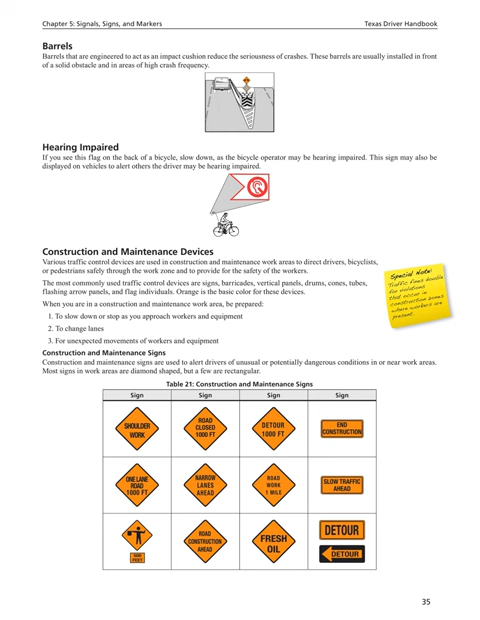 Chapter 5: Signals, Signs, and Markers
Texas Driver Handbook
Barrels
Barrels that are engineered to act as an impact cushion reduce the seriousness of crashes. These barrels are usually installed in front
of a solid obstacle and in areas of high crash frequency.
Hearing Impaired
If you see this flag on the back of a bicycle, slow down, as the bicycle operator may be hearing impaired. This sign may also be
displayed on vehicles to alert others the driver may be hearing impaired.
Construction and Maintenance Devices
Various traffic control devices are used in construction and maintenance work areas to direct drivers, bicyclists,
or pedestrians safely through the work zone and to provide for the safety of the workers.
The most commonly used traffic control devices are signs, barricades, vertical panels, drums, cones, tubes,
flashing arrow panels, and flag individuals. Orange is the basic color for these devices.
When you are in a construction and maintenance work area, be prepared:
1. To slow down or stop as you approach workers and equipment
2. To change lanes
3. For unexpected movements of workers and equipment
Special Note:
Traffic fines double
for violations
that occur in
construction zones
where workers are
present.
Construction and Maintenance Signs
Construction and maintenance signs are used to alert drivers of unusual or potentially dangerous conditions in or near work areas.
Most signs in work areas are diamond shaped, but a few are rectangular.
Table 21: Construction and Maintenance Signs
Sign Sign Sign Sign
SHOULDER
WORK
ROAD
CLOSED
1000 FT
DETOUR
1000 FT
END
CONSTRUCTION
ONE LANE
ROAD
1000 FT
NARROW
LANES
AHEAD
ROAD
WORK
1 MILE
SLOW TRAFFIC
AHEAD
500
FEET
ROAD
CONSTRUCTION
AHEAD
FRESH
OIL
DETOUR
DETOUR
35